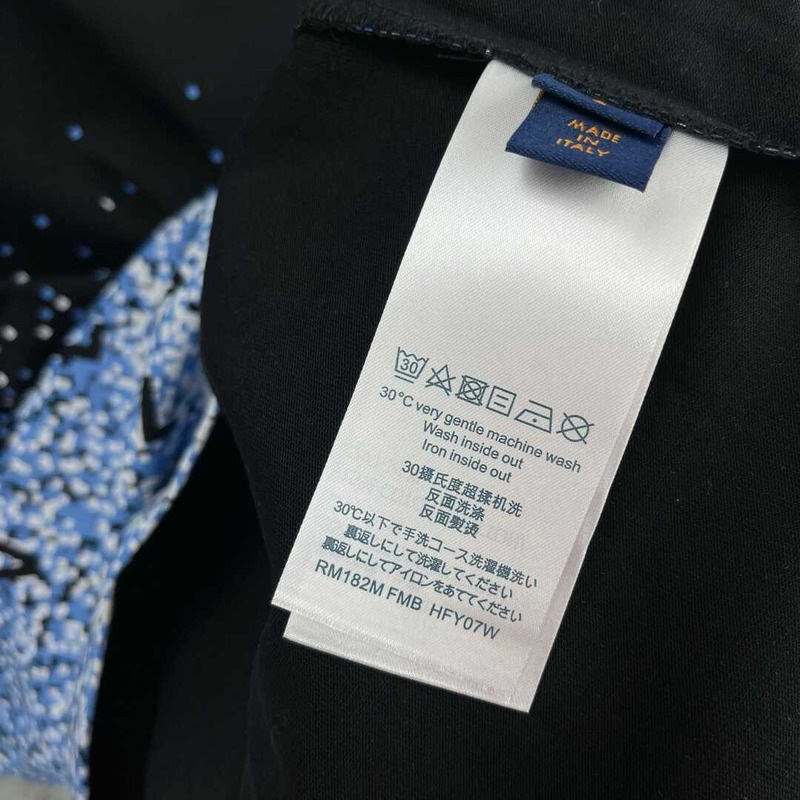 MADE
IN
ITALY
30
30°C very gentle machine wash
Wash inside out
Iron inside out
30摄氏度超揉机洗
反面洗涤
反面熨烫
30℃以下で手洗コース洗濯機洗い
裏返しにして洗濯してください
裏返しにしてアイロンをあててください
RM182M FMB HFY07W